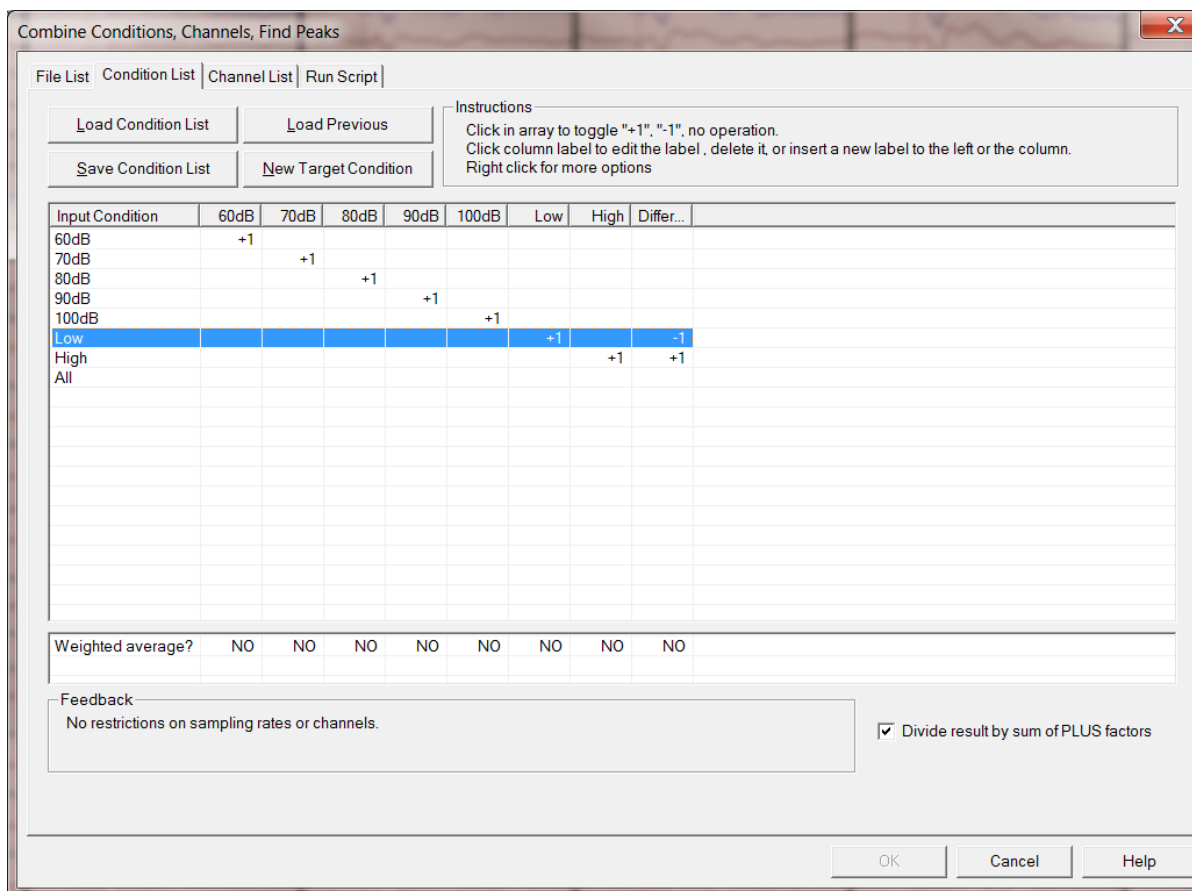 Combine Conditions, Channels, Find Peaks
File List Condition List Channel List Run Script
Load Condition List Load Previous
Save Condition List New Target Condition
Instructions
Click in array to toggle "+1", "-1", no operation.
Click column label to edit the label , delete it, or insert a new label to the left or the column.
Right click for more options
Input Condition 60dB 70dB 80dB 90dB 100dB Low High Differ...
60dB +1
70dB +1
80dB +1
90dB +1
100dB +1
Low +1 -1
High +1 +1
All
Weighted average? NO NO NO NO NO NO NO NO
Feedback
No restrictions on sampling rates or channels.
Divide result by sum of PLUS factors
OK Cancel Help